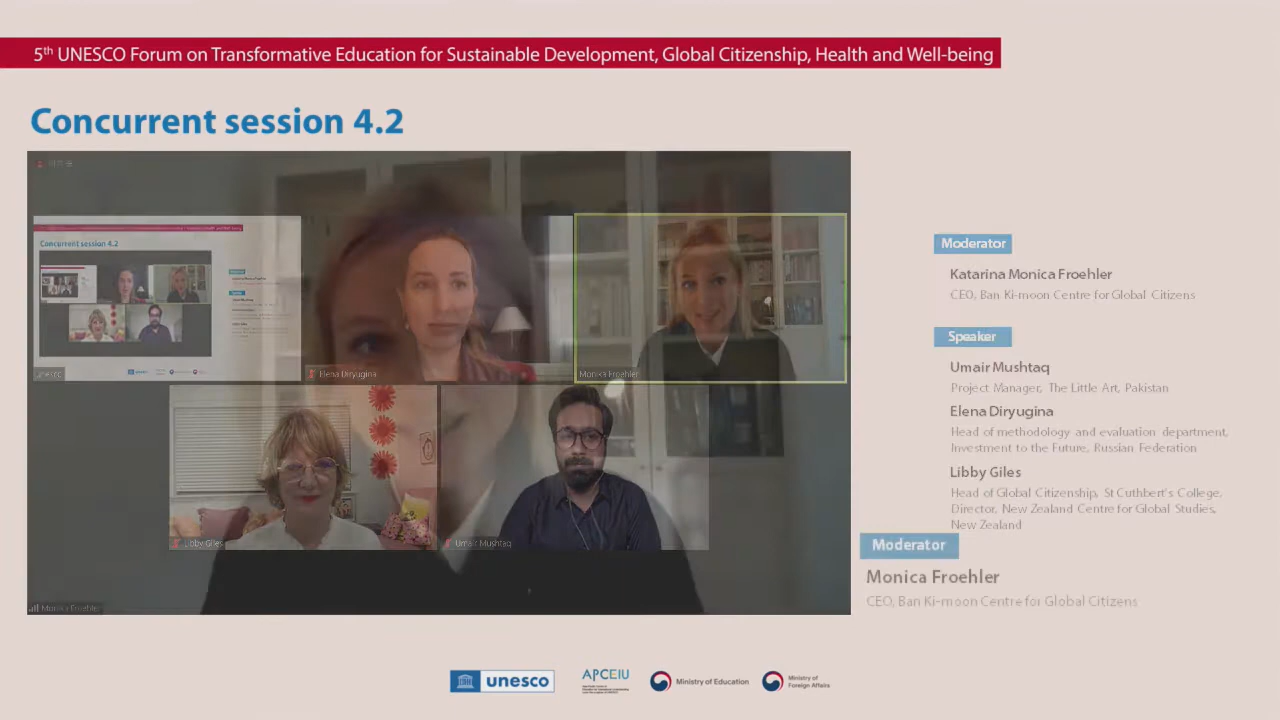 5th UNESCO Forum on Transformative Education for Sustainable Development, Global Citizenship, Health and Well-being
Concurrent session 4.2
Concurrent session 4.2
Elena Diryugina
Monika Froehler
Libby Giles
Umair Mushtaq
Monika Froehler
Moderator
Katarina Monica Froehler
CEO, Ban Ki-moon Centre for Global Citizens
Speaker
Umair Mushtaq
Project Manager, The Little Art, Pakistan
Elena Diryugina
Head of methodology and evaluation department,
Investment to the Future, Russian Federation
Libby Giles
Head of Global Citizenship, St Cuthbert's College,
Director, New Zealand Centre for Global Studies,
New Zealand
Moderator
Monica Froehler
CEO, Ban Ki-moon Centre for Global Citizens
unesco
APCEIU
Ministry of Education
Ministry of
Foreign Affairs